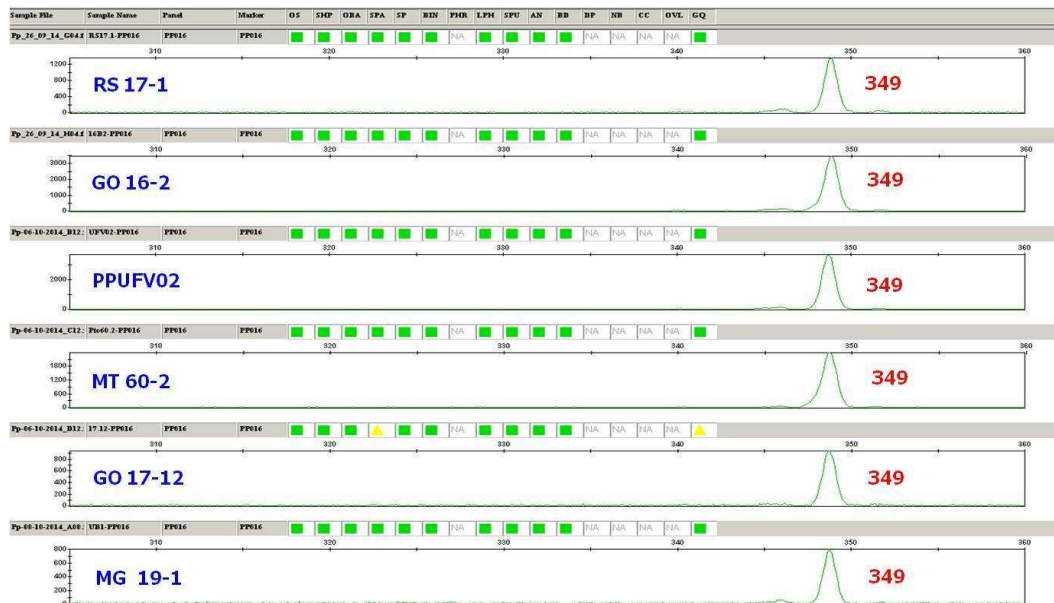 Sample File Sample Name Panel Marker OS SHP OBA SPA SP BIN PHR LPH SPU AN BD DP NB CC OVL GQ
Pp_26_09_14_G04.f RS17.1-PP016 PP016 PP016 NA NA NA NA NA
310 320 330 340 350 360
1200
800
400
0
RS 17-1 349
Pp_26_09_14_H04.f 16B2-PP016 PP016 PP016 NA NA NA NA NA
310 320 330 340 350 360
3000
2000
1000
0
GO 16-2 349
Pp-06-10-2014_B12: UFV02-PP016 PP016 PP016 NA NA NA NA NA
310 320 330 340 350 360
2000
0
PPUFV02 349
Pp-06-10-2014_C12: Ptc60.2-PP016 PP016 PP016 NA NA NA NA NA
310 320 330 340 350 360
1800
1200
600
0
MT 60-2 349
Pp-06-10-2014_D12: 17.12-PP016 PP016 PP016 NA NA NA NA NA
310 320 330 340 350 360
800
600
400
200
0
GO 17-12 349
Pp-08-10-2014_A08: UB1-PP016 PP016 PP016 NA NA NA NA NA
310 320 330 340 350 360
800
600
400
200
0
MG 19-1 349